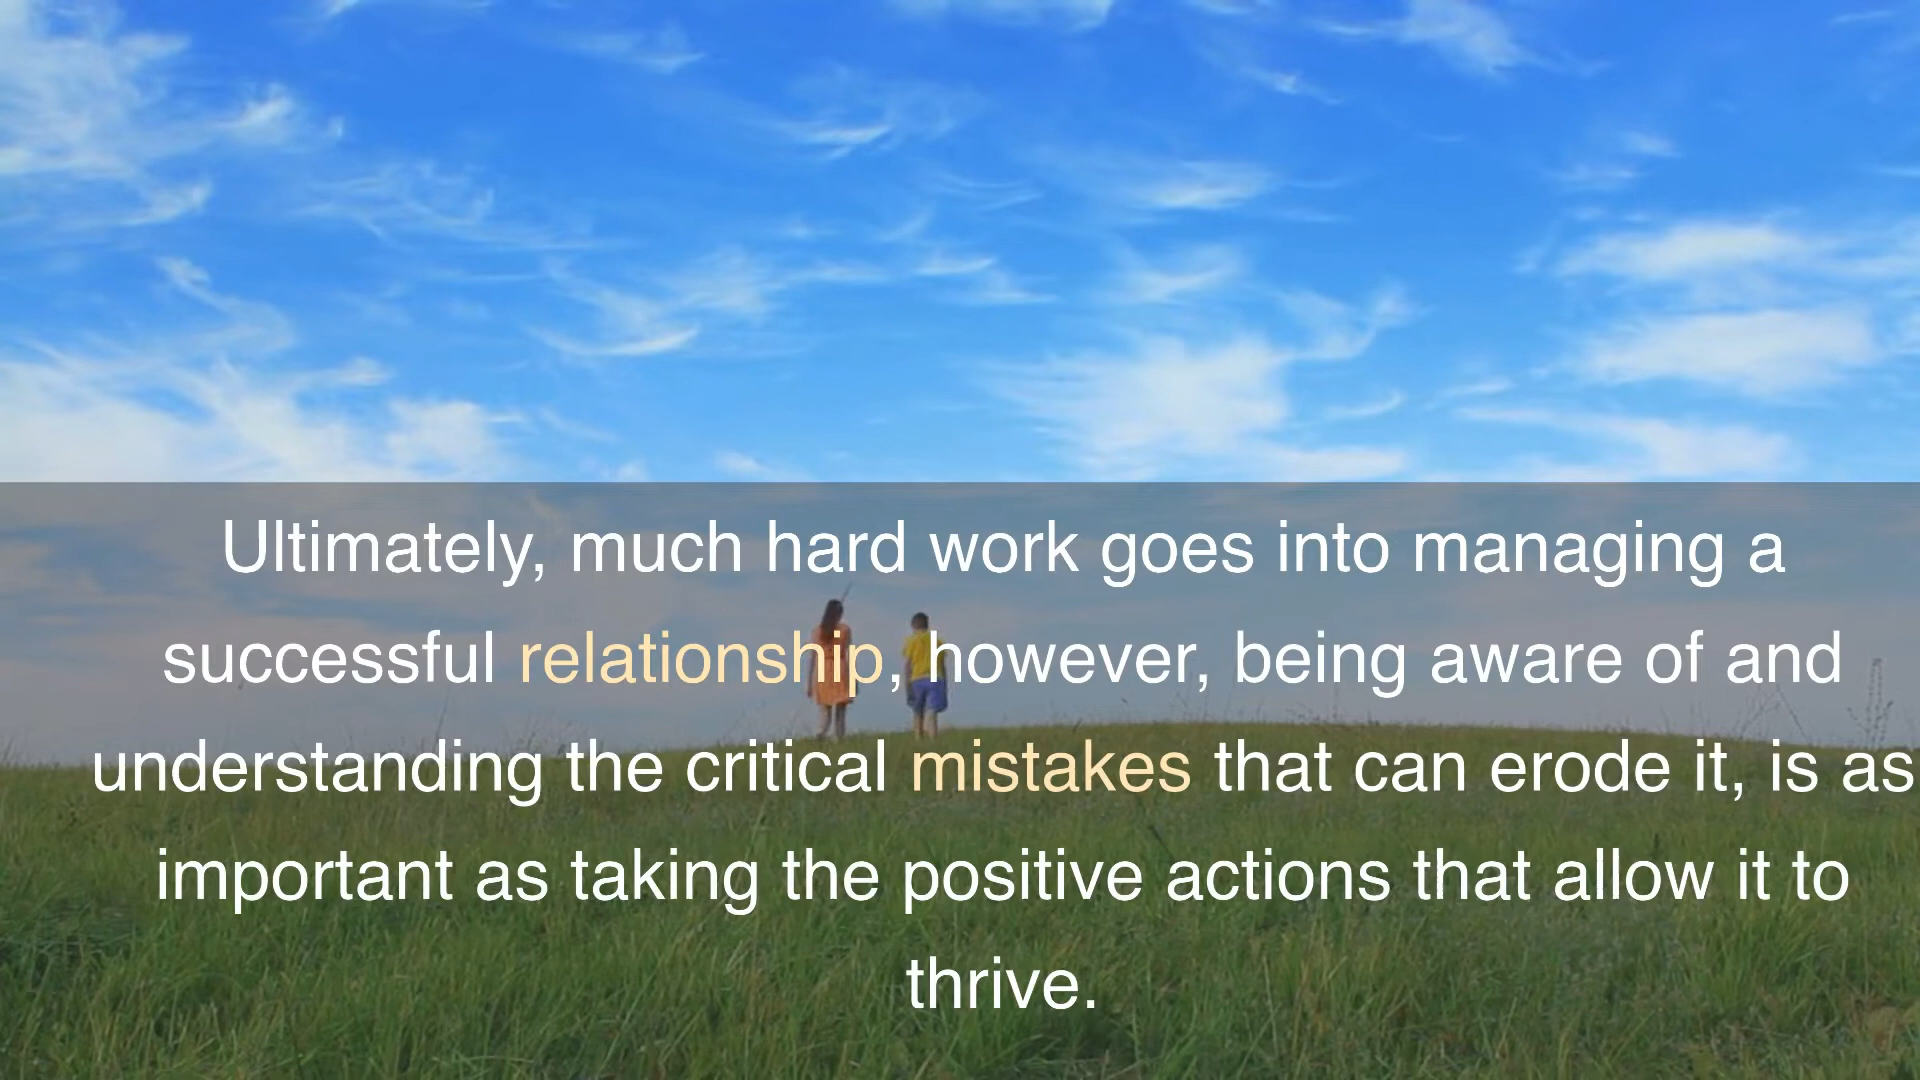 Ultimately, much hard work goes into managing a
successful relationship, however, being aware of and
understanding the critical mistakes that can erode it, is as
important as taking the positive actions that allow it to
thrive.